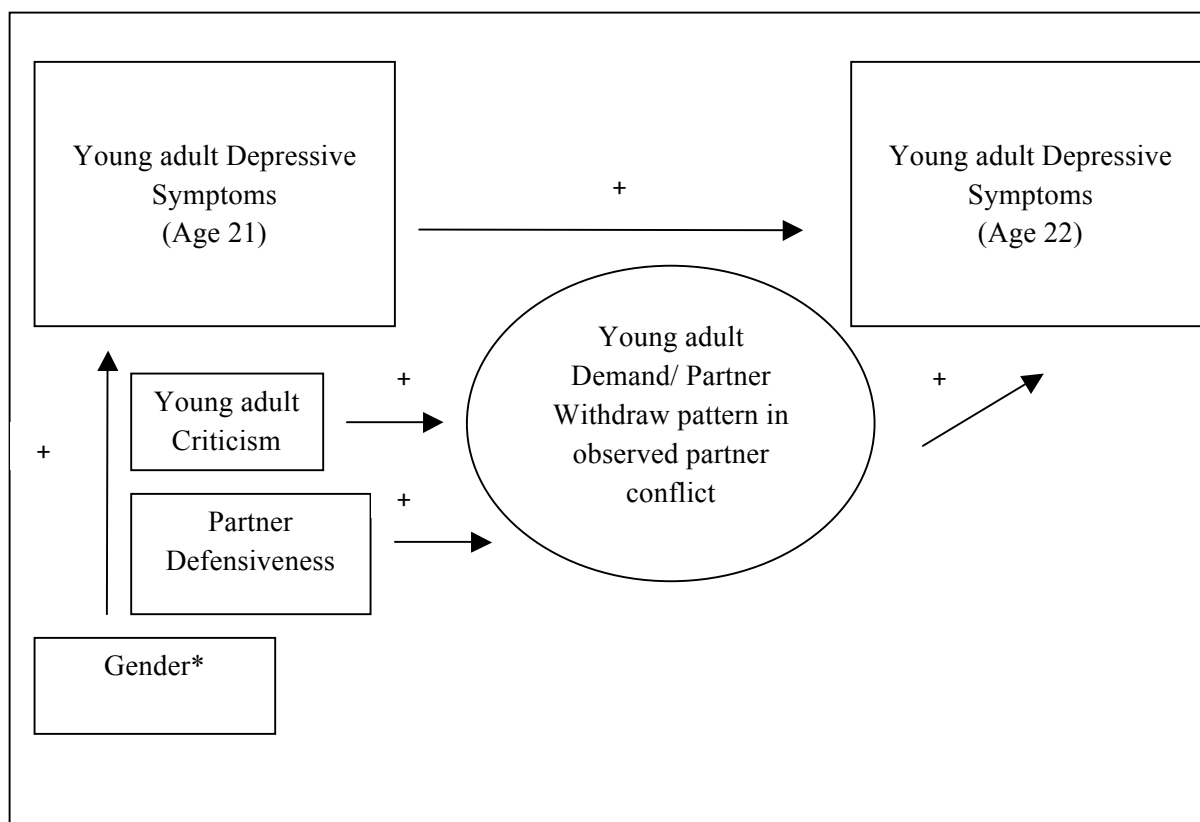 Young adult Depressive
Symptoms
(Age 21)
+
Young adult Depressive
Symptoms
(Age 22)
Young adult
Demand/ Partner
Withdraw pattern in
observed partner
conflict
+
Young adult
Criticism
+
+
Partner
Defensiveness
+
Gender*